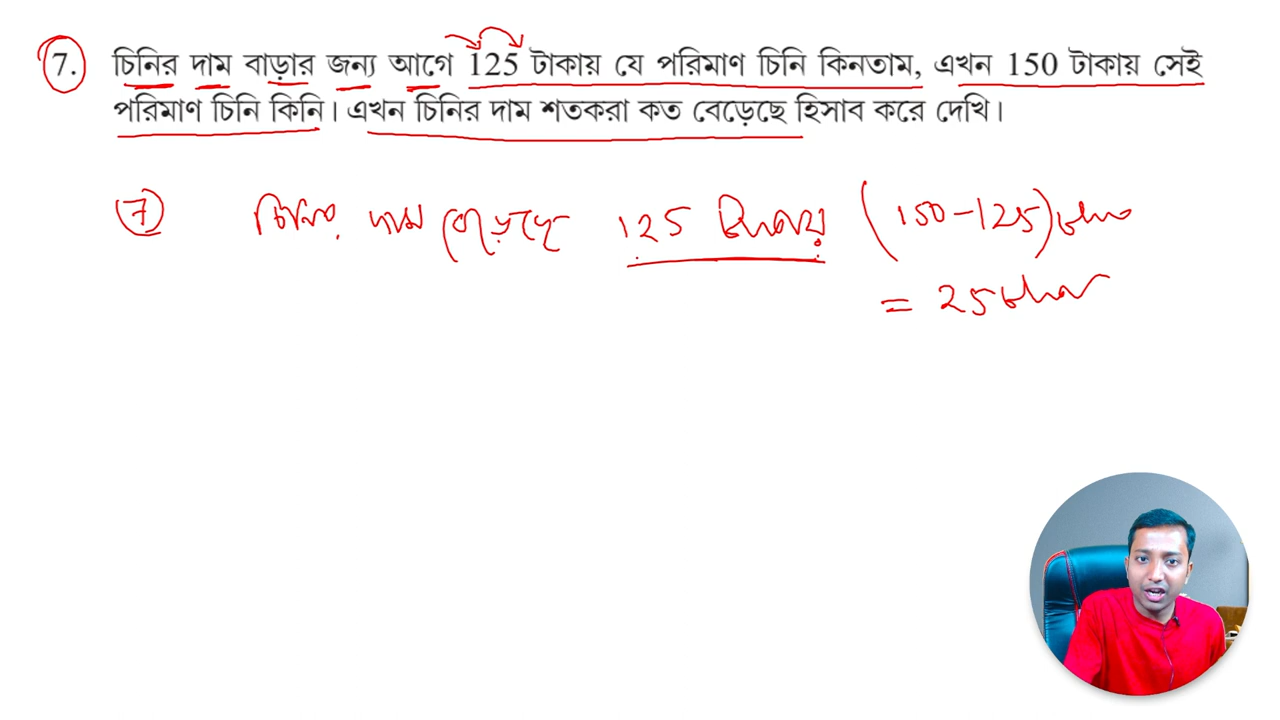 7. চিনির দাম বাড়ার জন্য আগে 125 টাকায় যে পরিমাণ চিনি কিনতাম, এখন 150 টাকায় সেই
পরিমাণ চিনি কিনি। এখন চিনির দাম শতকরা কত বেড়েছে হিসাব করে দেখি।
7 চিনির দাম বেড়েছে 125 টাকায় (150-125) টাকা
= 25 টাকা